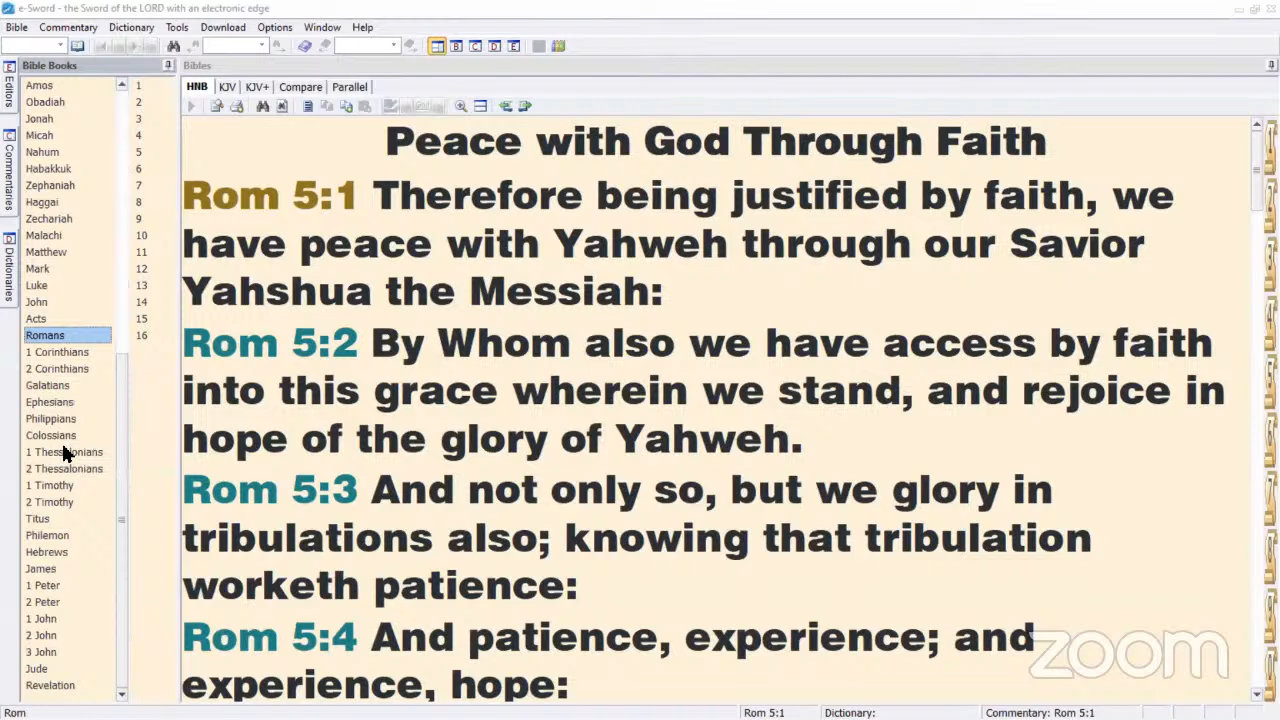 e-Sword - the Sword of the LORD with an electronic edge
Bible Commentary Dictionary Tools Download Options Window Help
B C D E
Bible Books
Bibles
E Editors
C Commentaries
D Dictionaries
Amos
Obadiah
Jonah
Micah
Nahum
Habakkuk
Zephaniah
Haggai
Zechariah
Malachi
Matthew
Mark
Luke
John
Acts
Romans
1 Corinthians
2 Corinthians
Galatians
Ephesians
Philippians
Colossians
1 Thessalonians
2 Thessalonians
1 Timothy
2 Timothy
Titus
Philemon
Hebrews
James
1 Peter
2 Peter
1 John
2 John
3 John
Jude
Revelation
1
2
3
4
5
6
7
8
9
10
11
12
13
14
15
16
HNB KJV KJV+ Compare Parallel
Peace with God Through Faith
Rom 5:1 Therefore being justified by faith, we
have peace with Yahweh through our Savior
Yahshua the Messiah:
Rom 5:2 By Whom also we have access by faith
into this grace wherein we stand, and rejoice in
hope of the glory of Yahweh.
Rom 5:3 And not only so, but we glory in
tribulations also; knowing that tribulation
worketh patience:
Rom 5:4 And patience, experience; and
experience, hope:
zoom
Rom
Rom 5:1
Dictionary:
Commentary: Rom 5:1